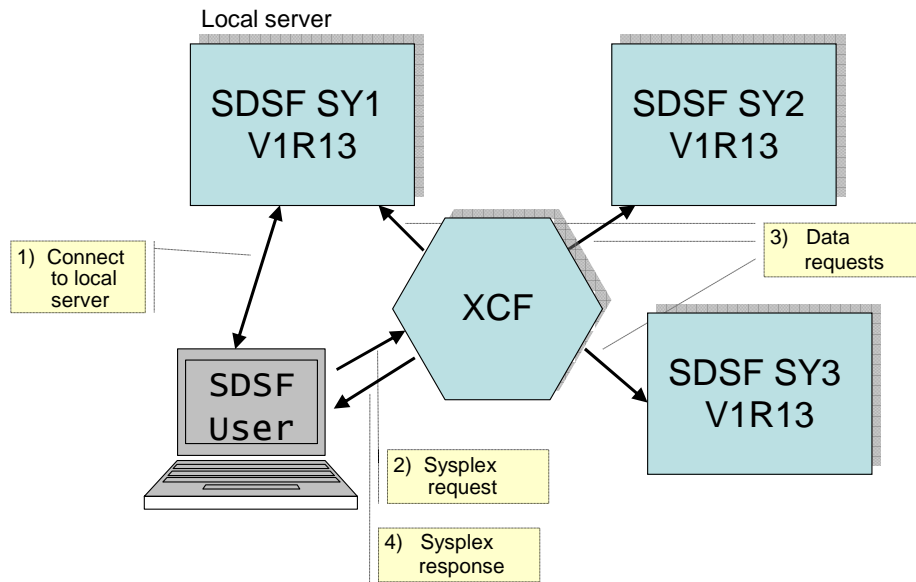 Local server
SDSF SY1
V1R13
SDSF SY2
V1R13
1) Connect
to local
server
XCF
3) Data
requests
SDSF SY3
V1R13
SDSF
User
2) Sysplex
request
4) Sysplex
response